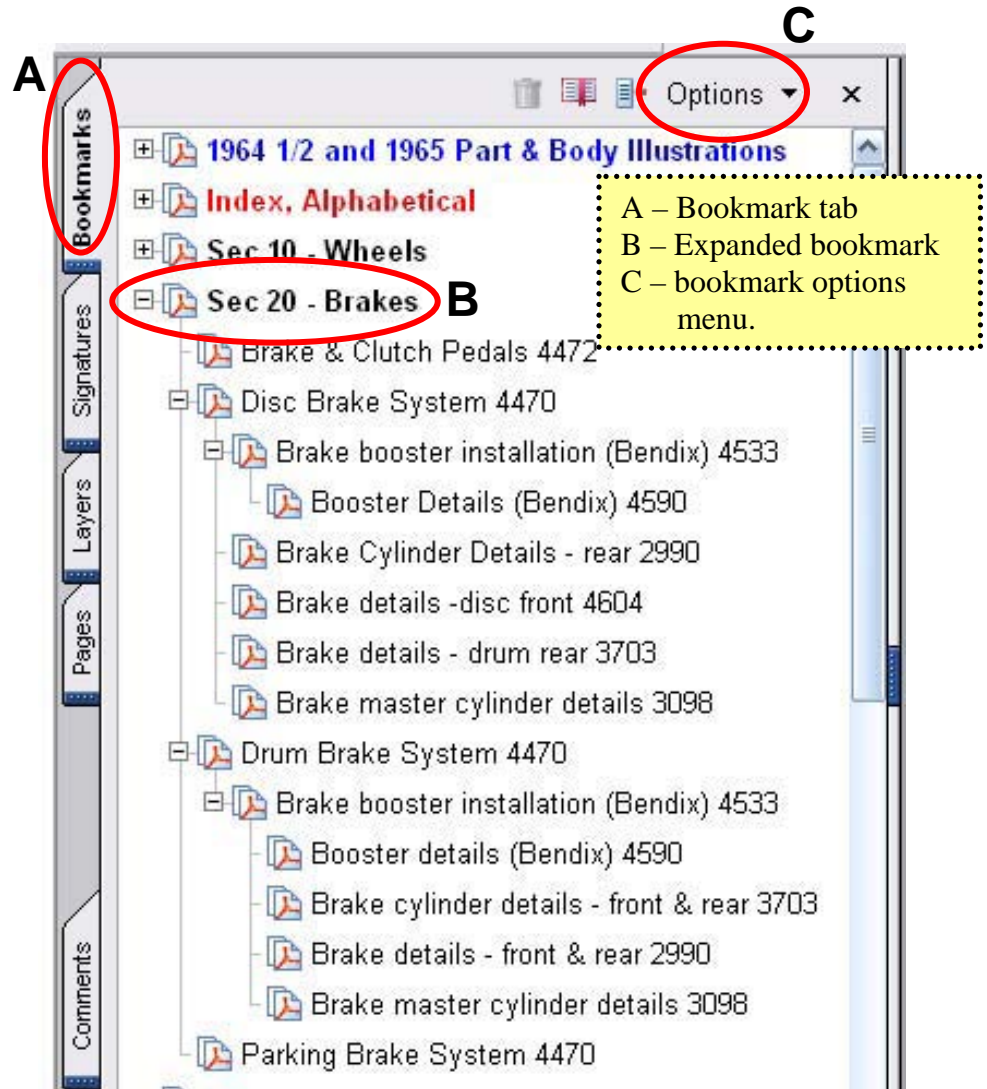 C
A
Options
×
Bookmarks
Signatures
Layers
Pages
Comments
1964 1/2 and 1965 Part & Body Illustrations
Index, Alphabetical
Sec 10 - Wheels
Sec 20 - Brakes
B
A – Bookmark tab
B – Expanded bookmark
C – bookmark options
menu.
Brake & Clutch Pedals 4472
Disc Brake System 4470
Brake booster installation (Bendix) 4533
Booster Details (Bendix) 4590
Brake Cylinder Details - rear 2990
Brake details -disc front 4604
Brake details - drum rear 3703
Brake master cylinder details 3098
Drum Brake System 4470
Brake booster installation (Bendix) 4533
Booster details (Bendix) 4590
Brake cylinder details - front & rear 3703
Brake details - front & rear 2990
Brake master cylinder details 3098
Parking Brake System 4470